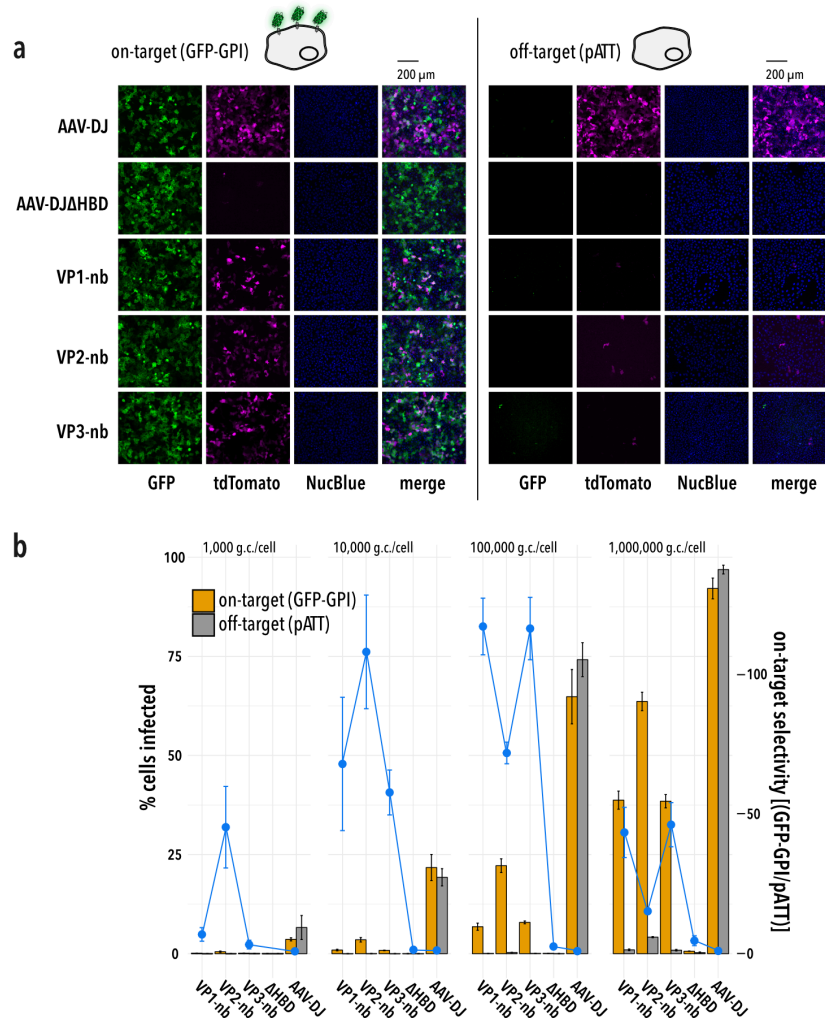 a
on-target (GFP-GPI)
off-target (pATT)
200 μm
200 μm
AAV-DJ
AAV-DJΔHBD
VP1-nb
VP2-nb
VP3-nb
GFP tdTomato NucBlue merge
GFP tdTomato NucBlue merge
b
1,000 g.c./cell 10,000 g.c./cell 100,000 g.c./cell 1,000,000 g.c./cell
on-target (GFP-GPI)
off-target (pATT)
% cells infected
100
75
50
25
0
on-target selectivity [(GFP-GPI/pATT)]
100
50
0
VP1-nb VP2-nb VP3-nb ΔHBD AAV-DJ
VP1-nb VP2-nb VP3-nb ΔHBD AAV-DJ
VP1-nb VP2-nb VP3-nb ΔHBD AAV-DJ
VP1-nb VP2-nb VP3-nb ΔHBD AAV-DJ